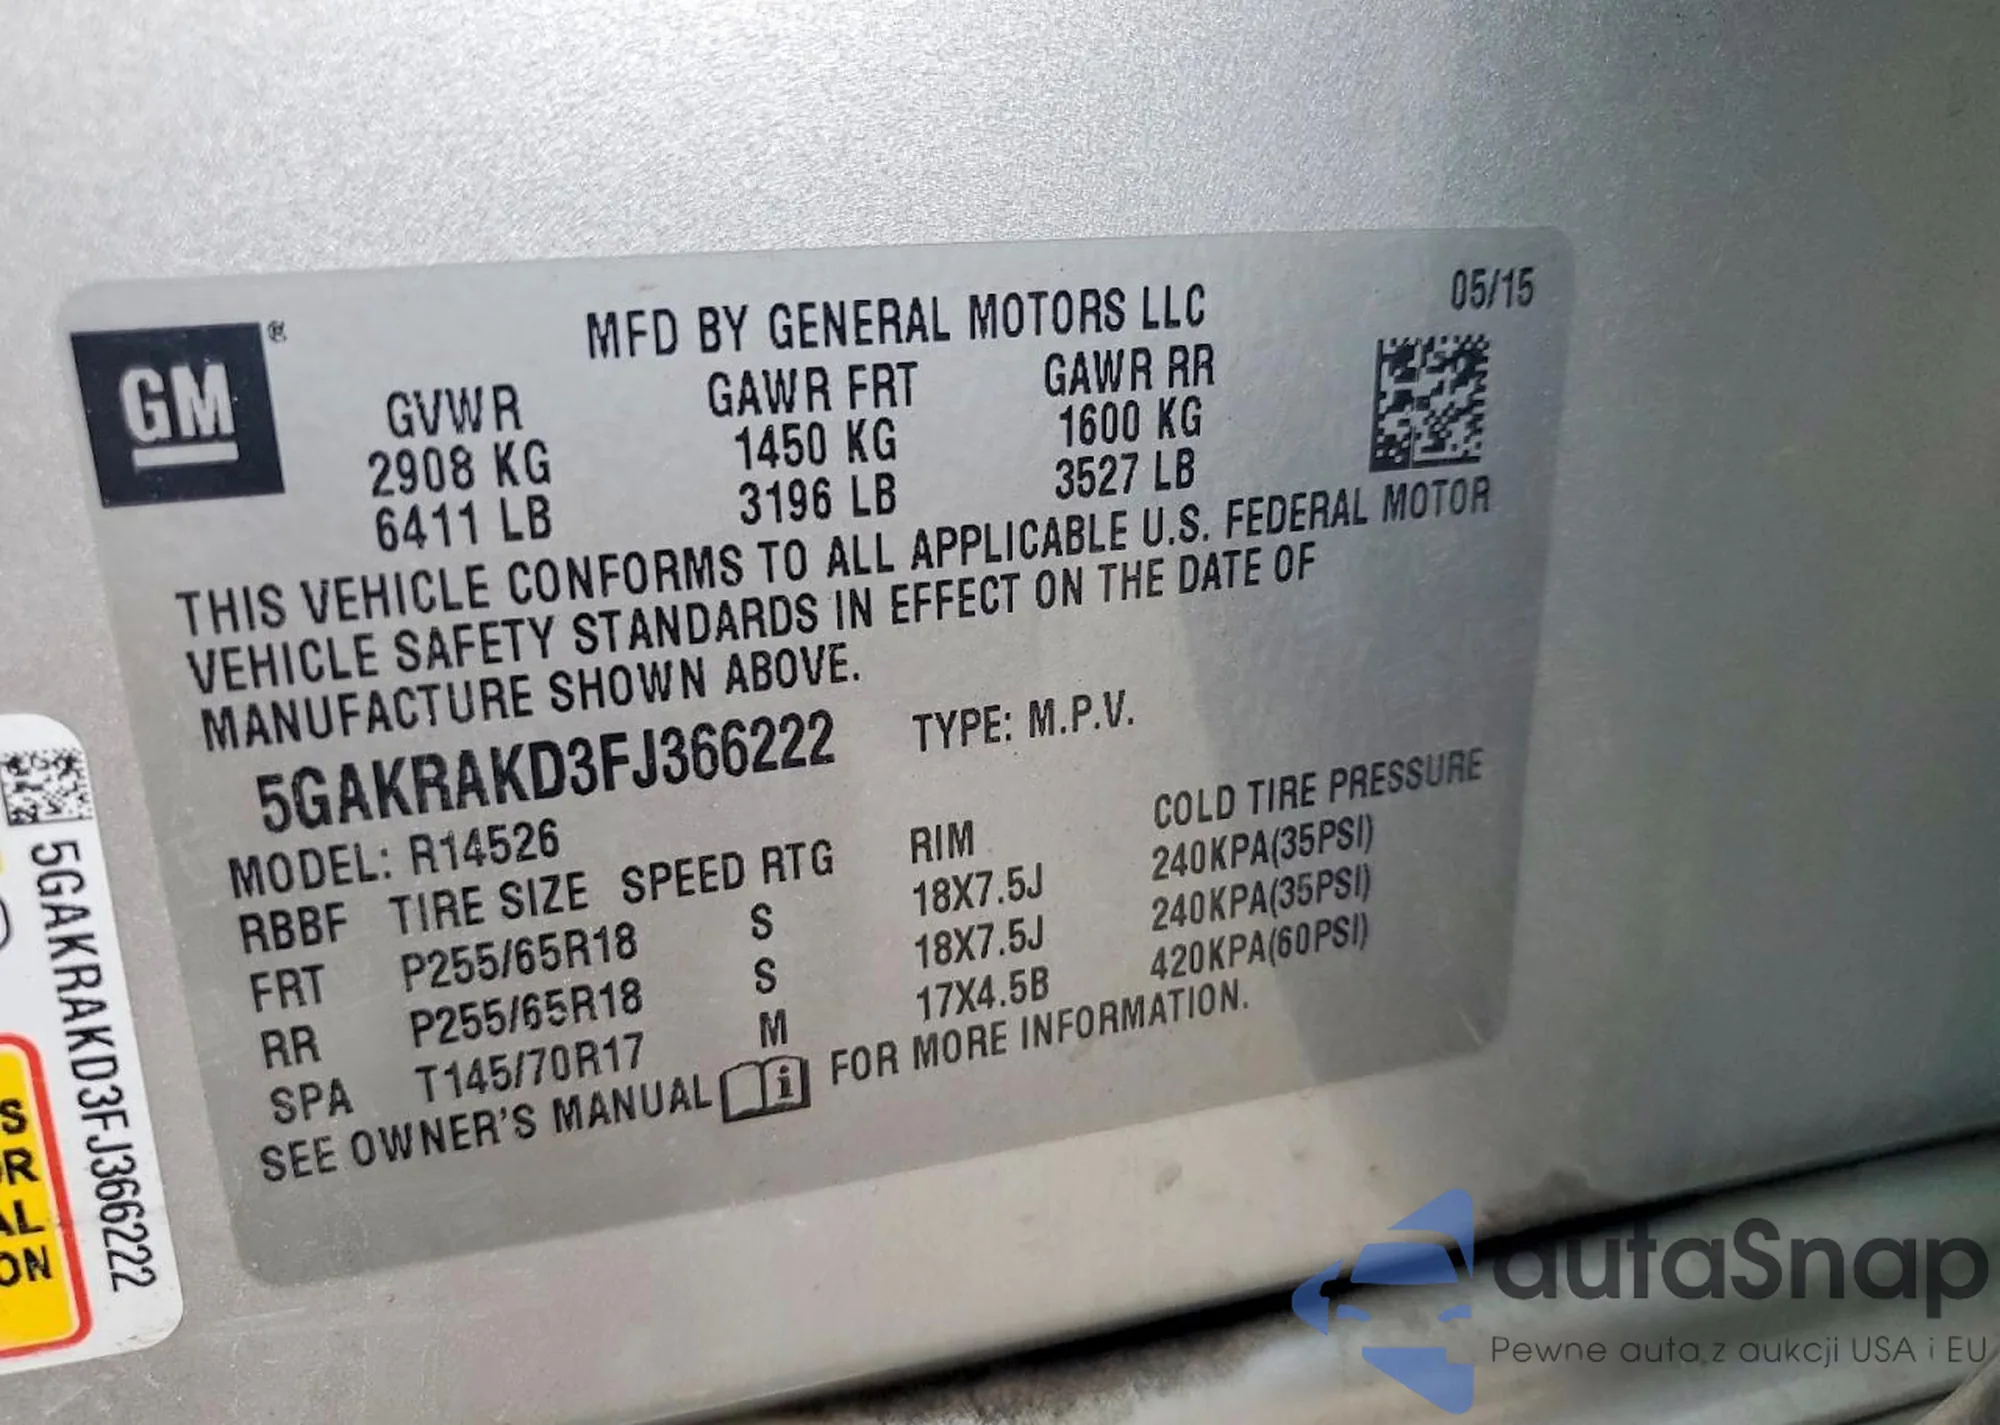 MFD BY GENERAL MOTORS LLC
05/15
GM®
GVWR GAWR FRT GAWR RR
2908 KG 1450 KG 1600 KG
6411 LB 3196 LB 3527 LB
THIS VEHICLE CONFORMS TO ALL APPLICABLE U.S. FEDERAL MOTOR
VEHICLE SAFETY STANDARDS IN EFFECT ON THE DATE OF
MANUFACTURE SHOWN ABOVE.
5GAKRAKD3FJ366222 TYPE: M.P.V.
MODEL: R14526
RBBF TIRE SIZE SPEED RTG RIM COLD TIRE PRESSURE
FRT P255/65R18 S 18X7.5J 240KPA(35PSI)
RR P255/65R18 S 18X7.5J 240KPA(35PSI)
SPA T145/70R17 M 17X4.5B 420KPA(60PSI)
SEE OWNER'S MANUAL i FOR MORE INFORMATION.
5GAKRAKD3FJ366222
S
OR
AL
ON
autaSnap
Pewne auta z aukcji USA i EU